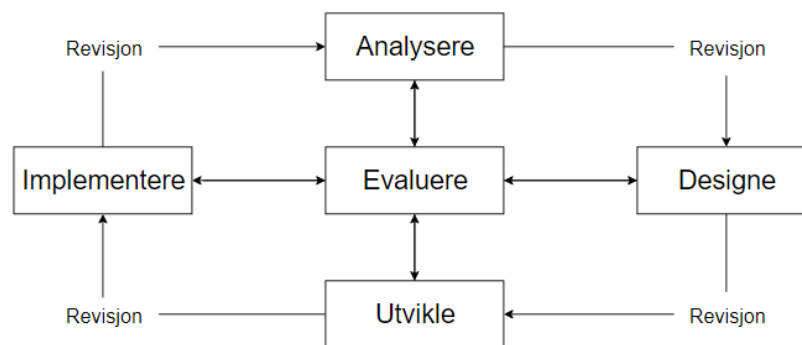 Analysere
Revisjon
Revisjon
Implementere
Evaluere
Designe
Revisjon
Utvikle
Revisjon